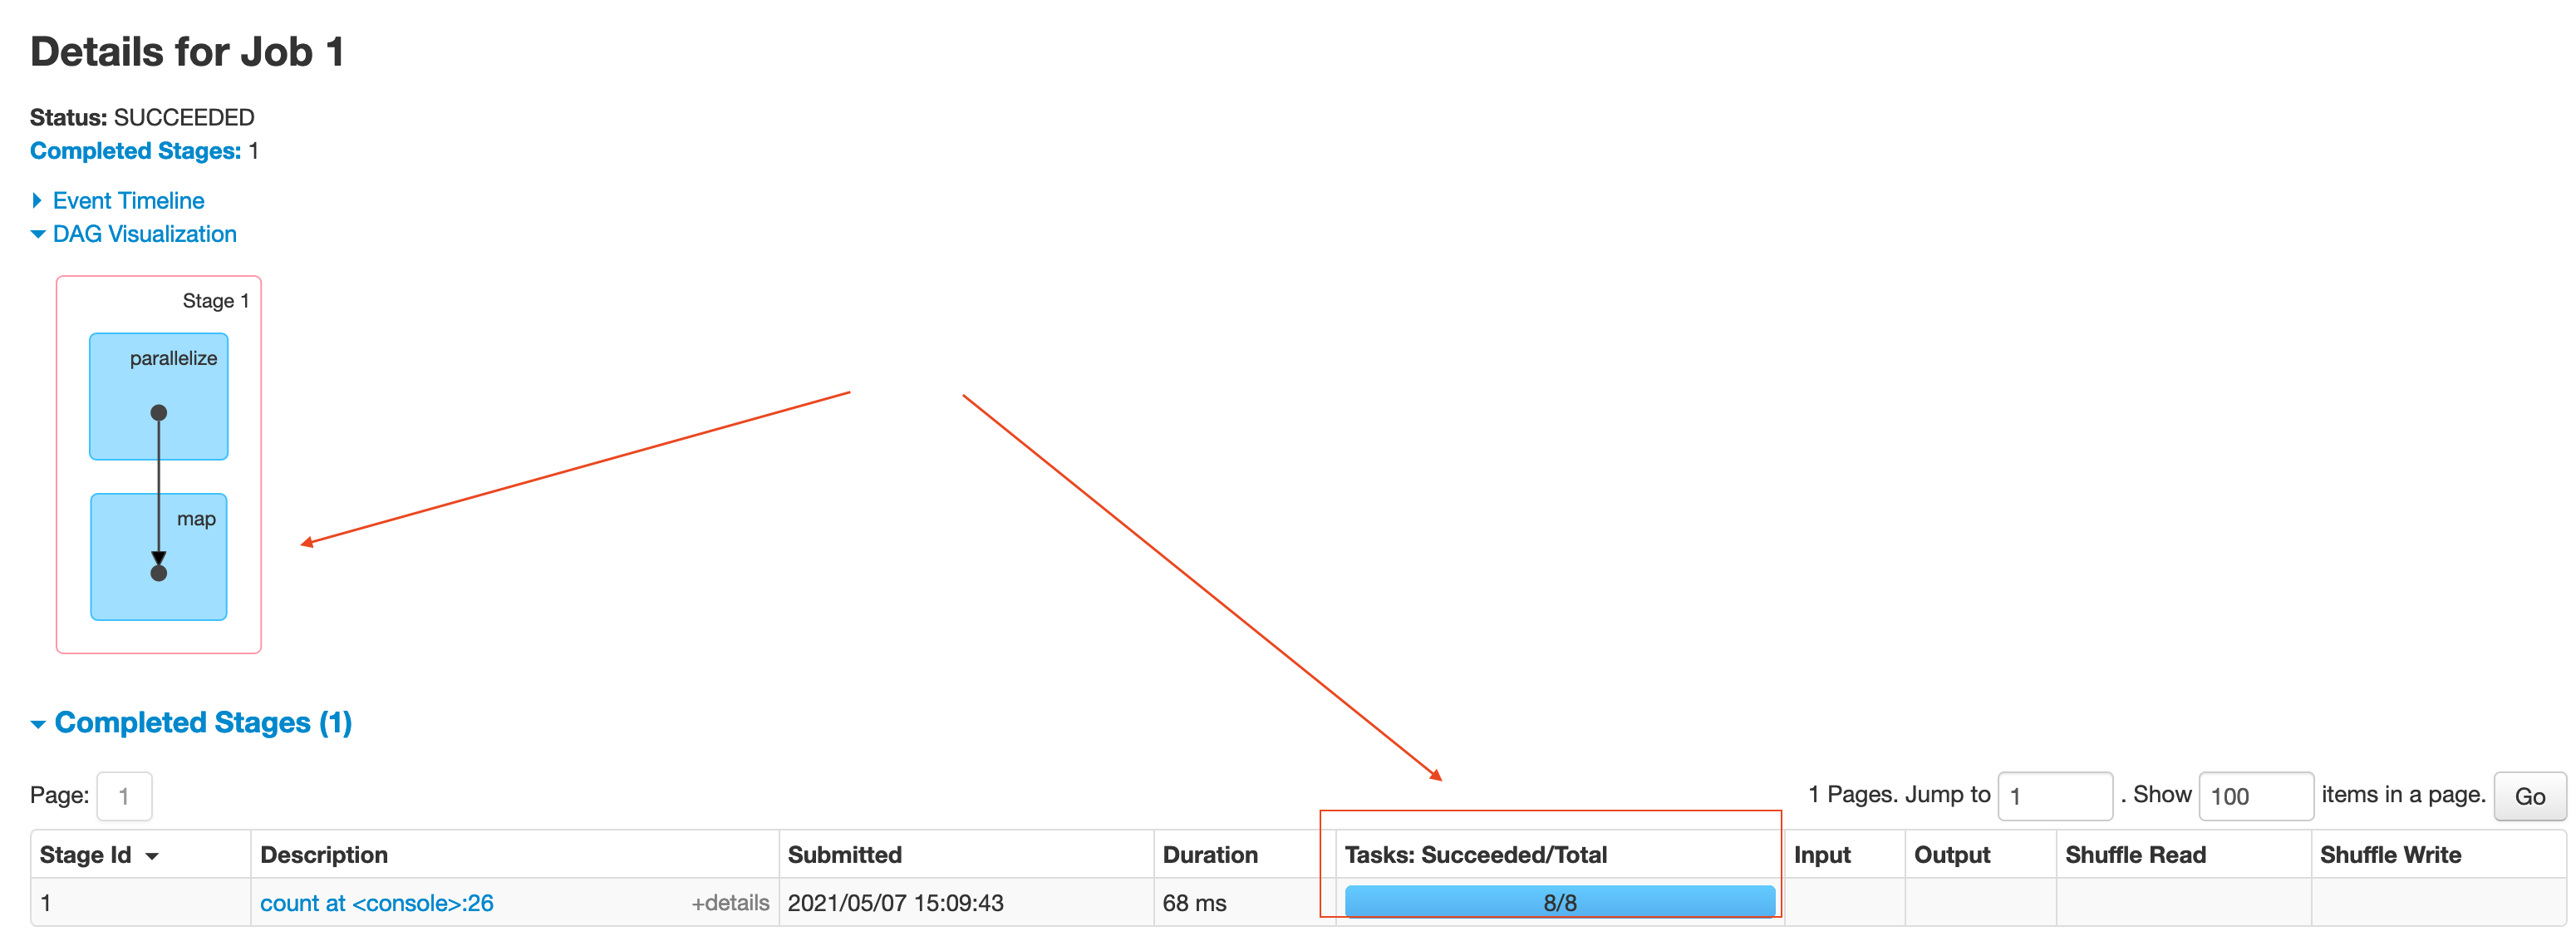 Details for Job 1
Status: SUCCEEDED
Completed Stages: 1
Event Timeline
DAG Visualization
Stage 1
parallelize
map
Completed Stages (1)
Page: 1 1 Pages. Jump to 1 . Show 100 items in a page. Go
Stage Id Description Submitted Duration Tasks: Succeeded/Total Input Output Shuffle Read Shuffle Write
1 count at <console>:26 +details 2021/05/07 15:09:43 68 ms 8/8